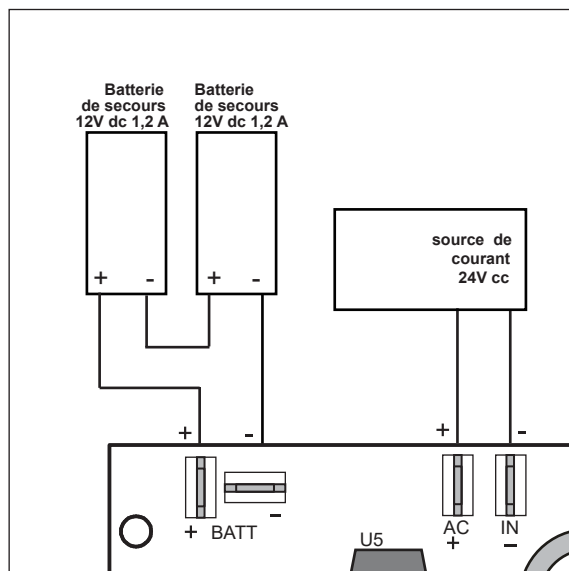 Batterie
de secours
12V dc 1,2 A
Batterie
de secours
12V dc 1,2 A
+ -
+ -
source de
courant
24V cc
+ -
+ -
+ BATT -
AC IN
+ -
U5